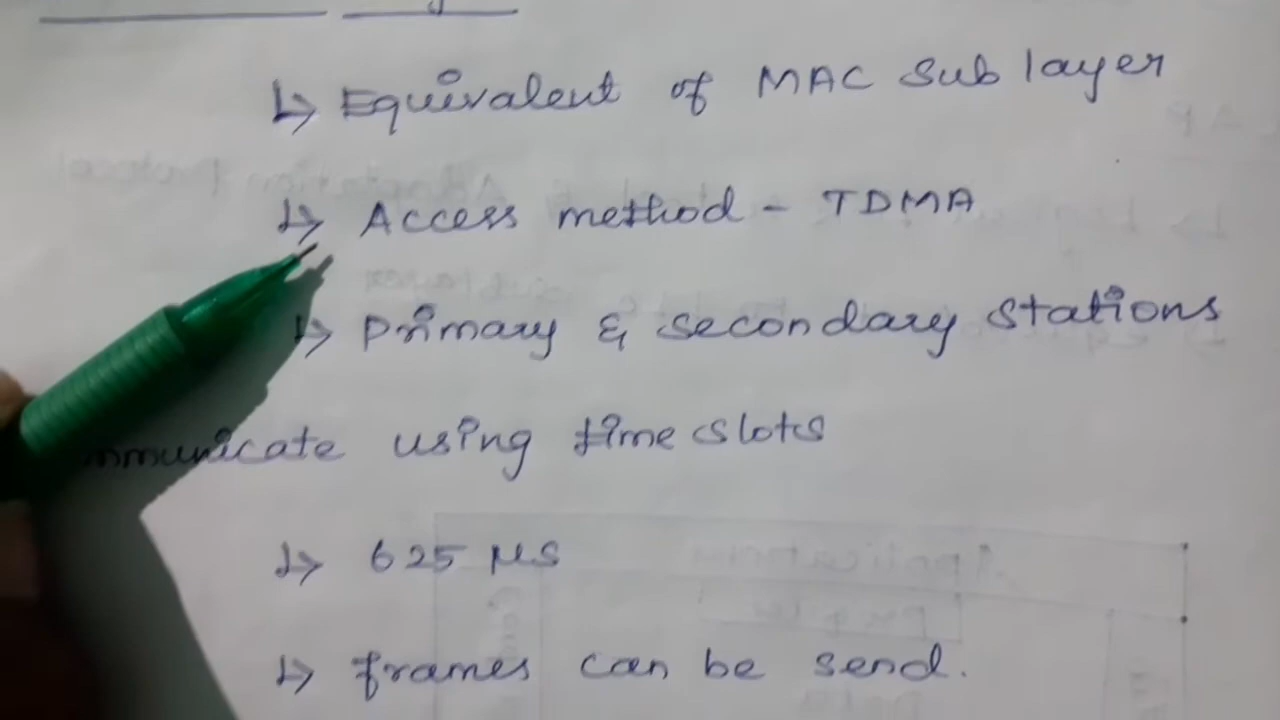 ↳ Equivalent of MAC Sub layer
↳ Access method - TDMA
↳ Primary & Secondary Stations
using time slots
↳ 625 μs
↳ frames can be send.